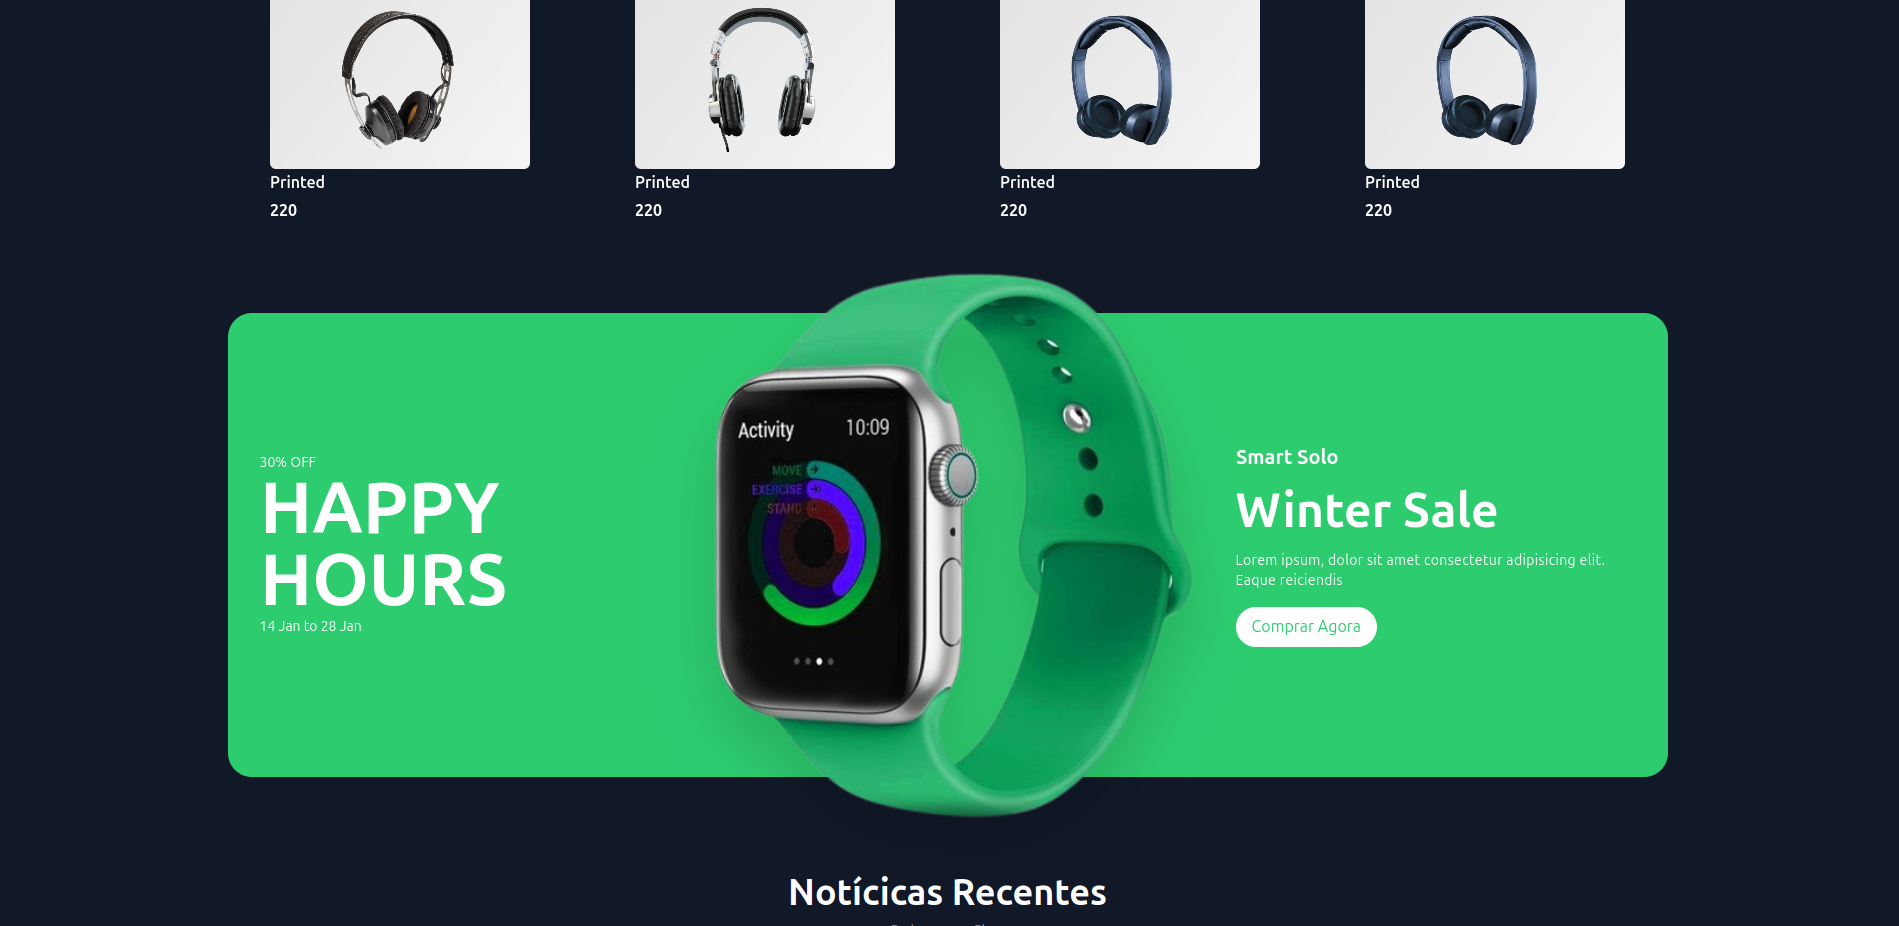 Printed
220
Printed
220
Printed
220
Printed
220
Activity
10:09
MOVE
EXERCISE
STAND
30% OFF
HAPPY
HOURS
14 Jan to 28 Jan
Smart Solo
Winter Sale
Lorem ipsum, dolor sit amet consectetur adipisicing elit.
Eaque reiciendis
Comprar Agora
Notícicas Recentes